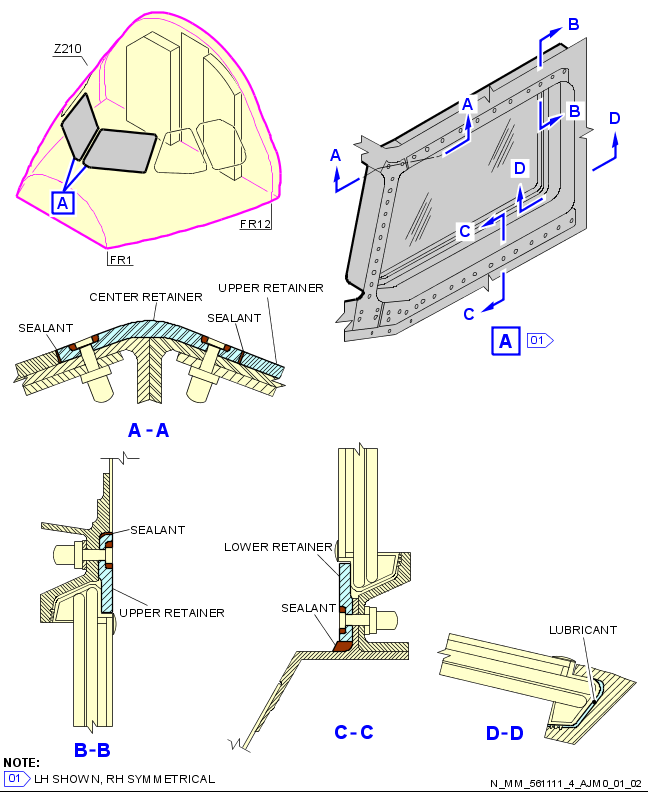 Z210
A
FR12
FR1
B
B
A
A
D
D
C
C
A 01
CENTER RETAINER
UPPER RETAINER
SEALANT
SEALANT
A-A
SEALANT
UPPER RETAINER
B-B
LOWER RETAINER
SEALANT
C-C
LUBRICANT
D-D
NOTE:
01 LH SHOWN, RH SYMMETRICAL
N_MM_561111_4_AJM0_01_02